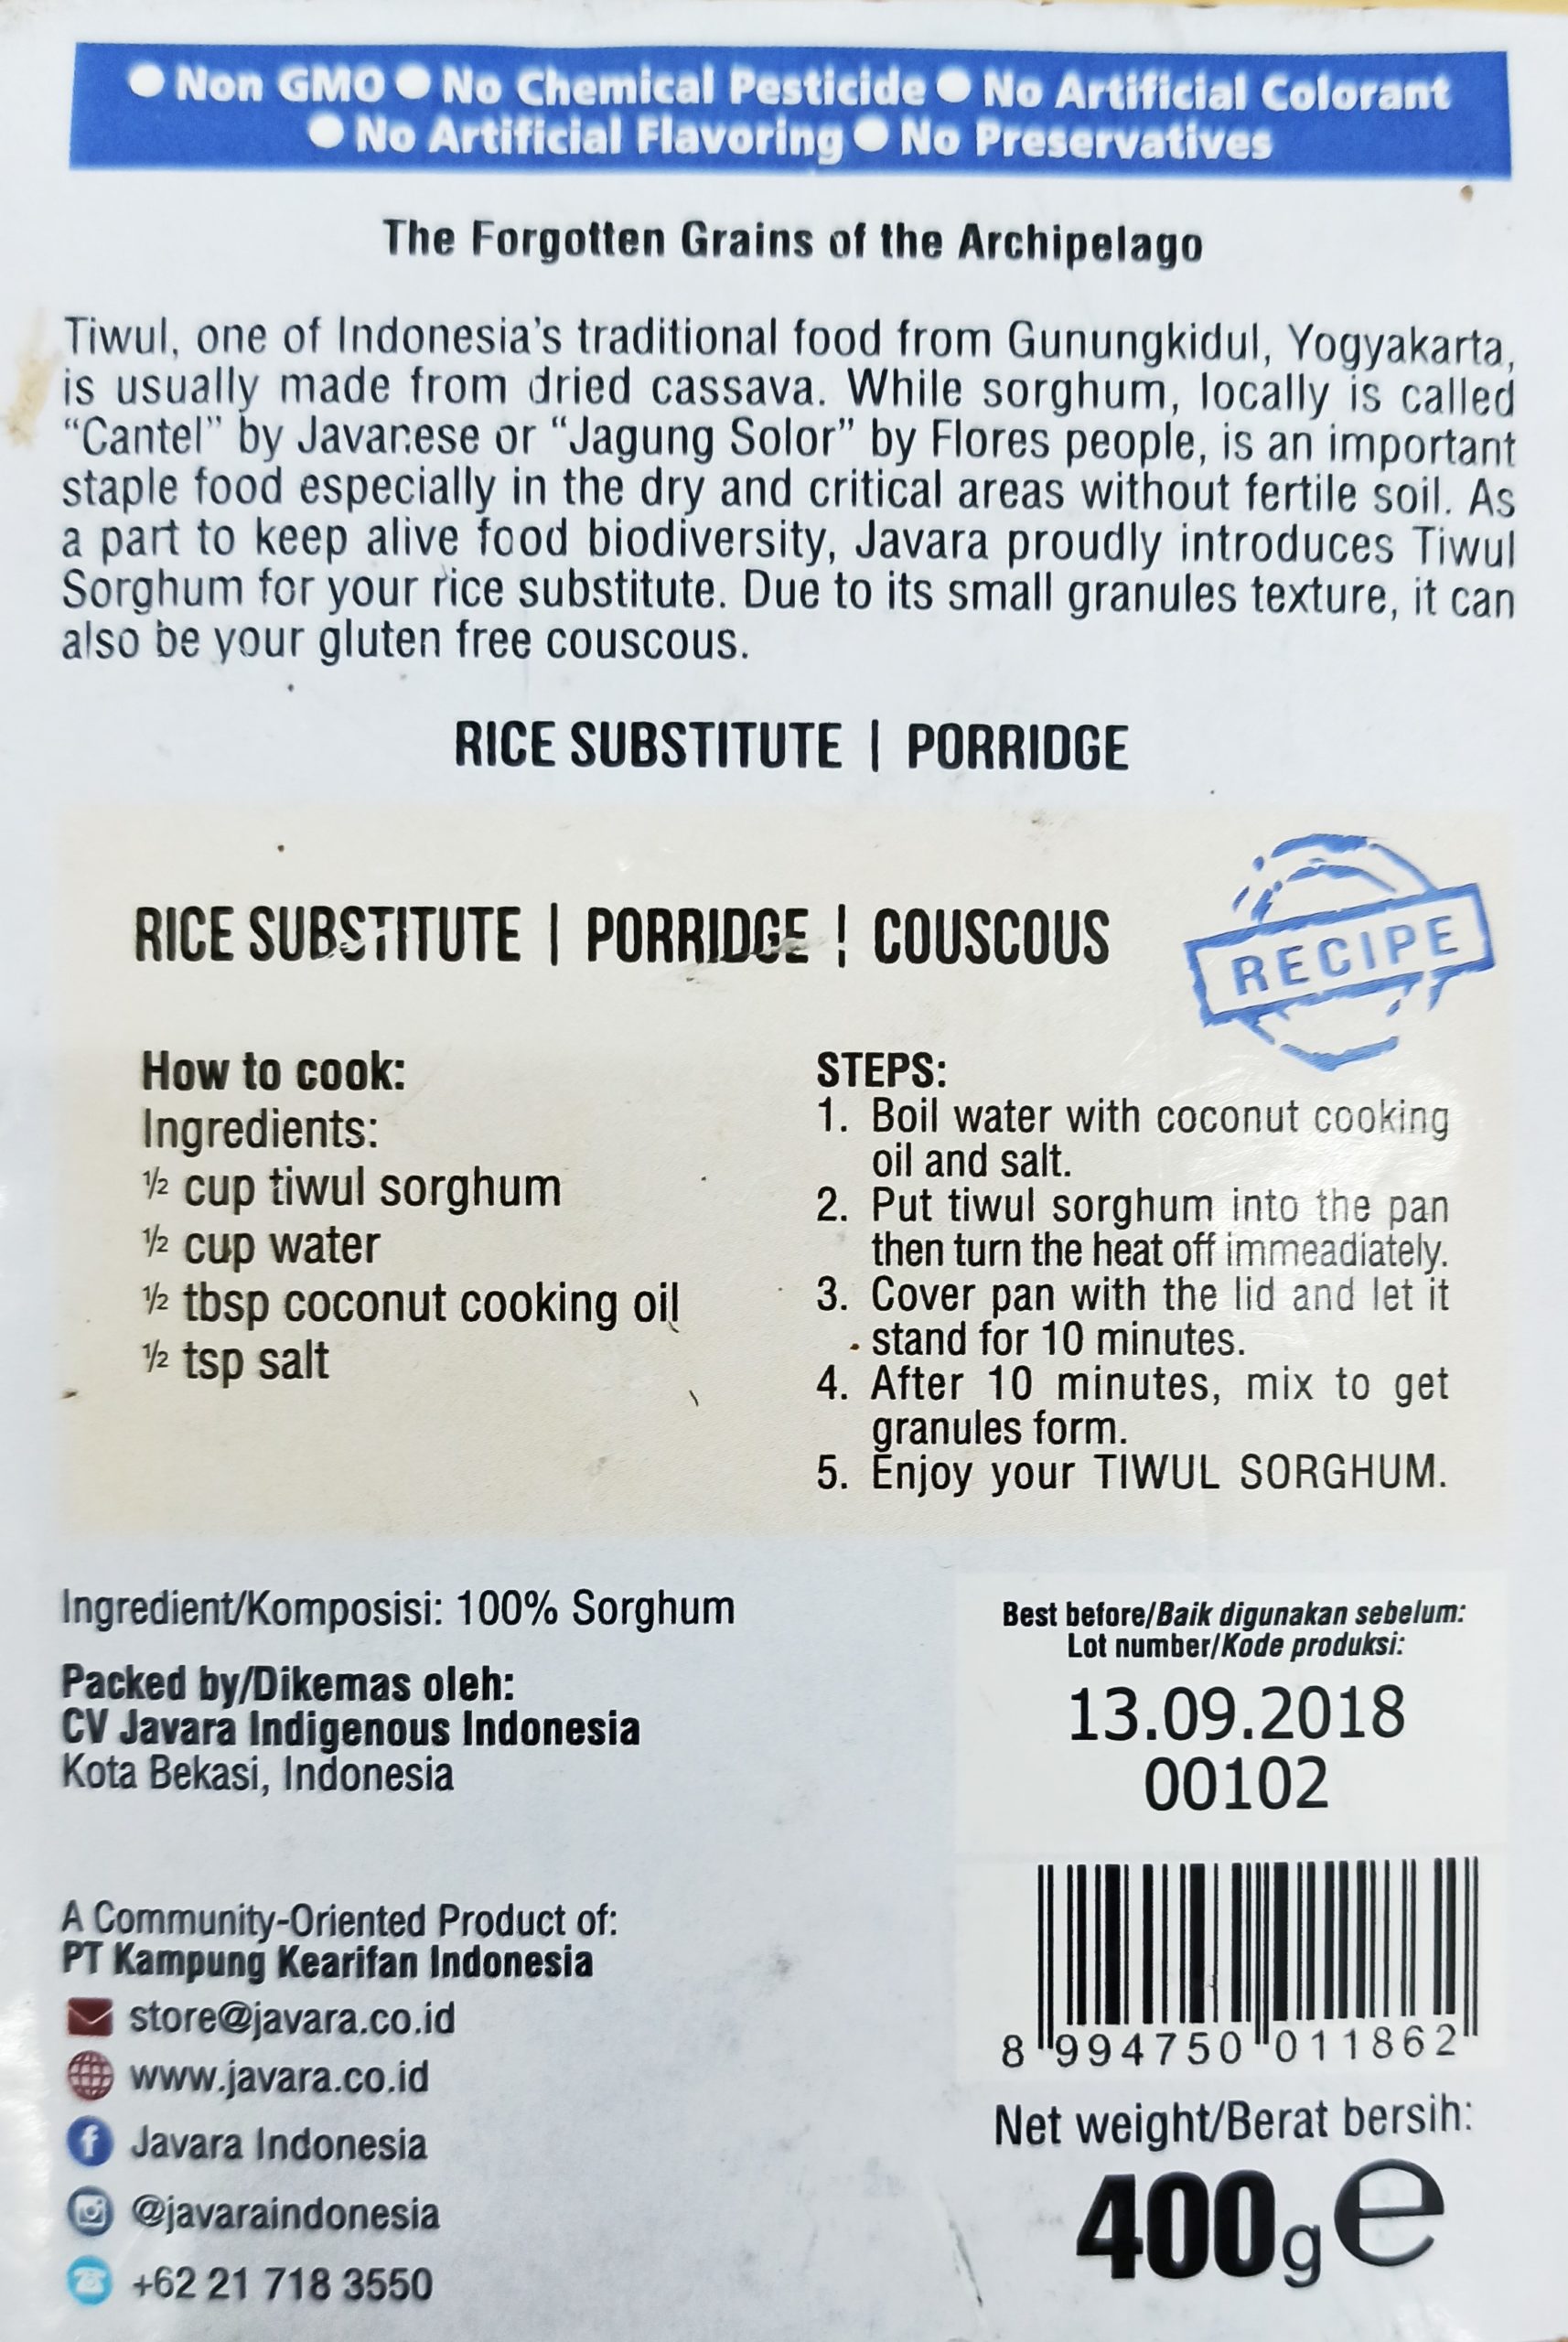 ● Non GMO ● No Chemical Pesticide ● No Artificial Colorant
● No Artificial Flavoring ● No Preservatives
The Forgotten Grains of the Archipelago
Tiwul, one of Indonesia's traditional food from Gunungkidul, Yogyakarta,
is usually made from dried cassava. While sorghum, locally is called
“Cantel” by Javanese or “Jagung Solor” by Flores people, is an important
staple food especially in the dry and critical areas without fertile soil. As
a part to keep alive food biodiversity, Javara proudly introduces Tiwul
Sorghum for your rice substitute. Due to its small granules texture, it can
also be your gluten free couscous.
RICE SUBSTITUTE | PORRIDGE
RICE SUBSTITUTE | PORRIDGE | COUSCOUS
RECIPE
How to cook:
Ingredients:
½ cup tiwul sorghum
½ cup water
½ tbsp coconut cooking oil
½ tsp salt
STEPS:
1. Boil water with coconut cooking
oil and salt.
2. Put tiwul sorghum into the pan
then turn the heat off immeadiately.
3. Cover pan with the lid and let it
stand for 10 minutes.
4. After 10 minutes, mix to get
granules form.
5. Enjoy your TIWUL SORGHUM.
Ingredient/Komposisi: 100% Sorghum
Packed by/Dikemas oleh:
CV Javara Indigenous Indonesia
Kota Bekasi, Indonesia
A Community-Oriented Product of:
PT Kampung Kearifan Indonesia
store@javara.co.id
www.javara.co.id
Javara Indonesia
@javaraindonesia
+62 21 718 3550
Best before/Baik digunakan sebelum:
Lot number/Kode produksi:
13.09.2018
00102
8 994750 011862
Net weight/Berat bersih:
400g e